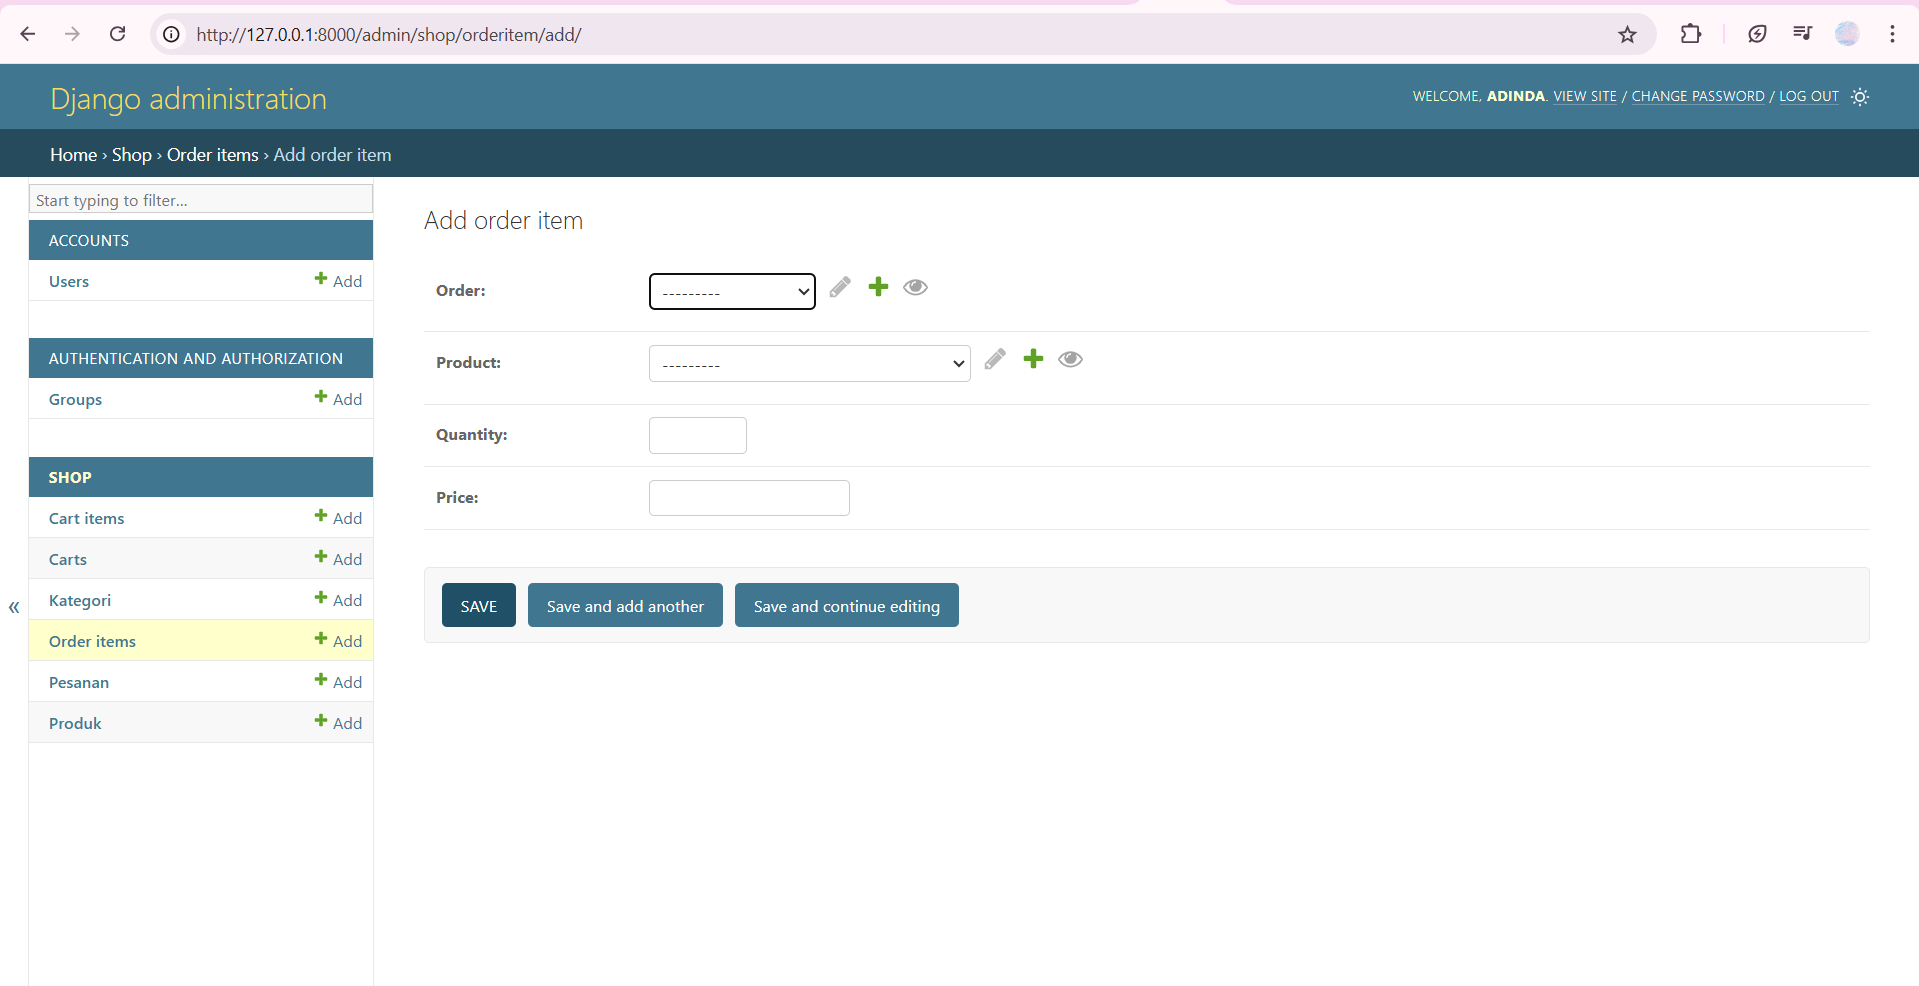 http://127.0.0.1:8000/admin/shop/orderitem/add/
Django administration
WELCOME, ADINDA. VIEW SITE / CHANGE PASSWORD / LOG OUT
Home › Shop › Order items › Add order item
Start typing to filter...
ACCOUNTS
Users Add
AUTHENTICATION AND AUTHORIZATION
Groups Add
SHOP
Cart items Add
Carts Add
Kategori Add
Order items Add
Pesanan Add
Produk Add
«
Add order item
Order: ---------
Product: ---------
Quantity:
Price:
SAVE Save and add another Save and continue editing